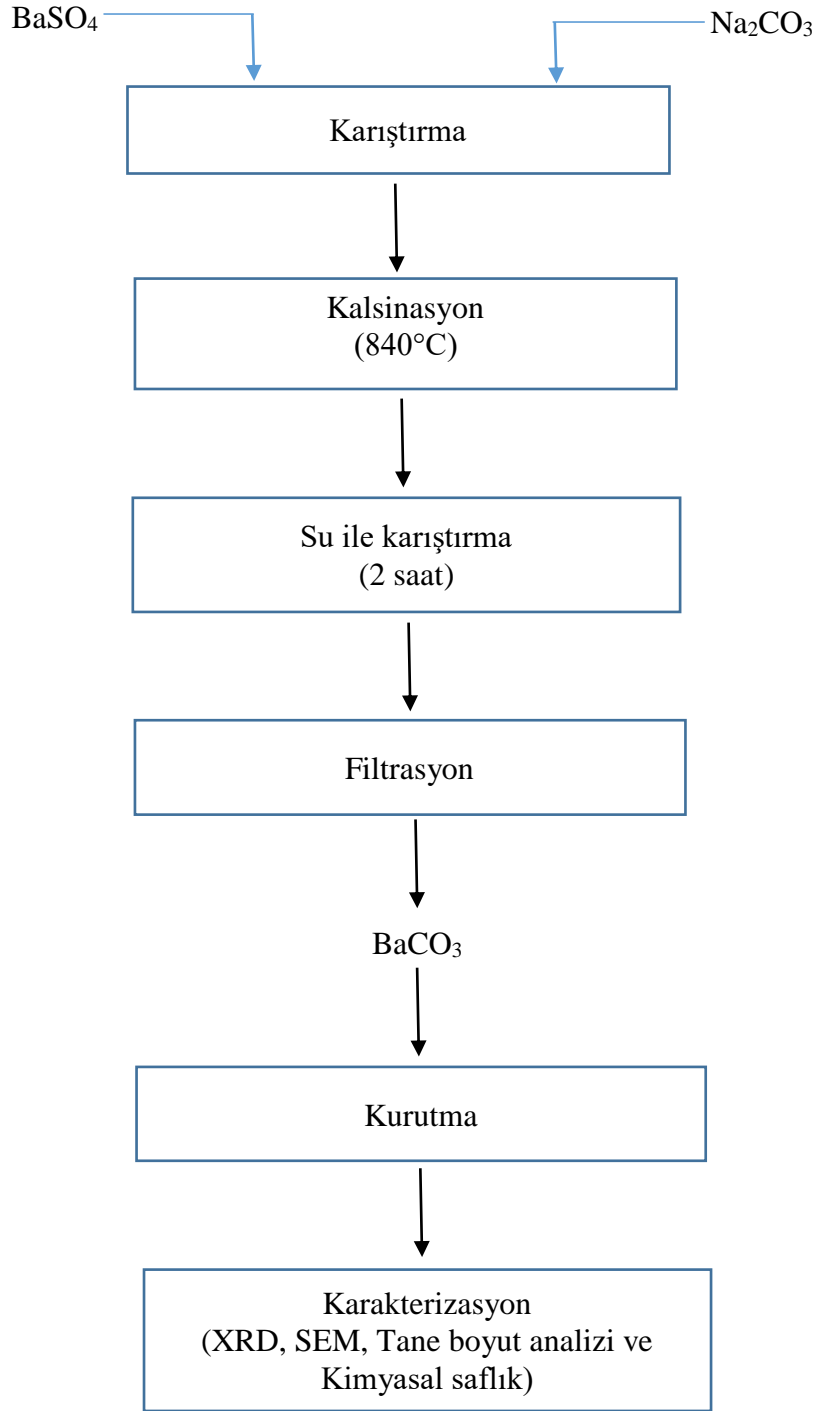 BaSO₄
Na₂CO₃
Karıştırma
Kalsinasyon
(840°C)
Su ile karıştırma
(2 saat)
Filtrasyon
BaCO₃
Kurutma
Karakterizasyon
(XRD, SEM, Tane boyut analizi ve
Kimyasal saflık)